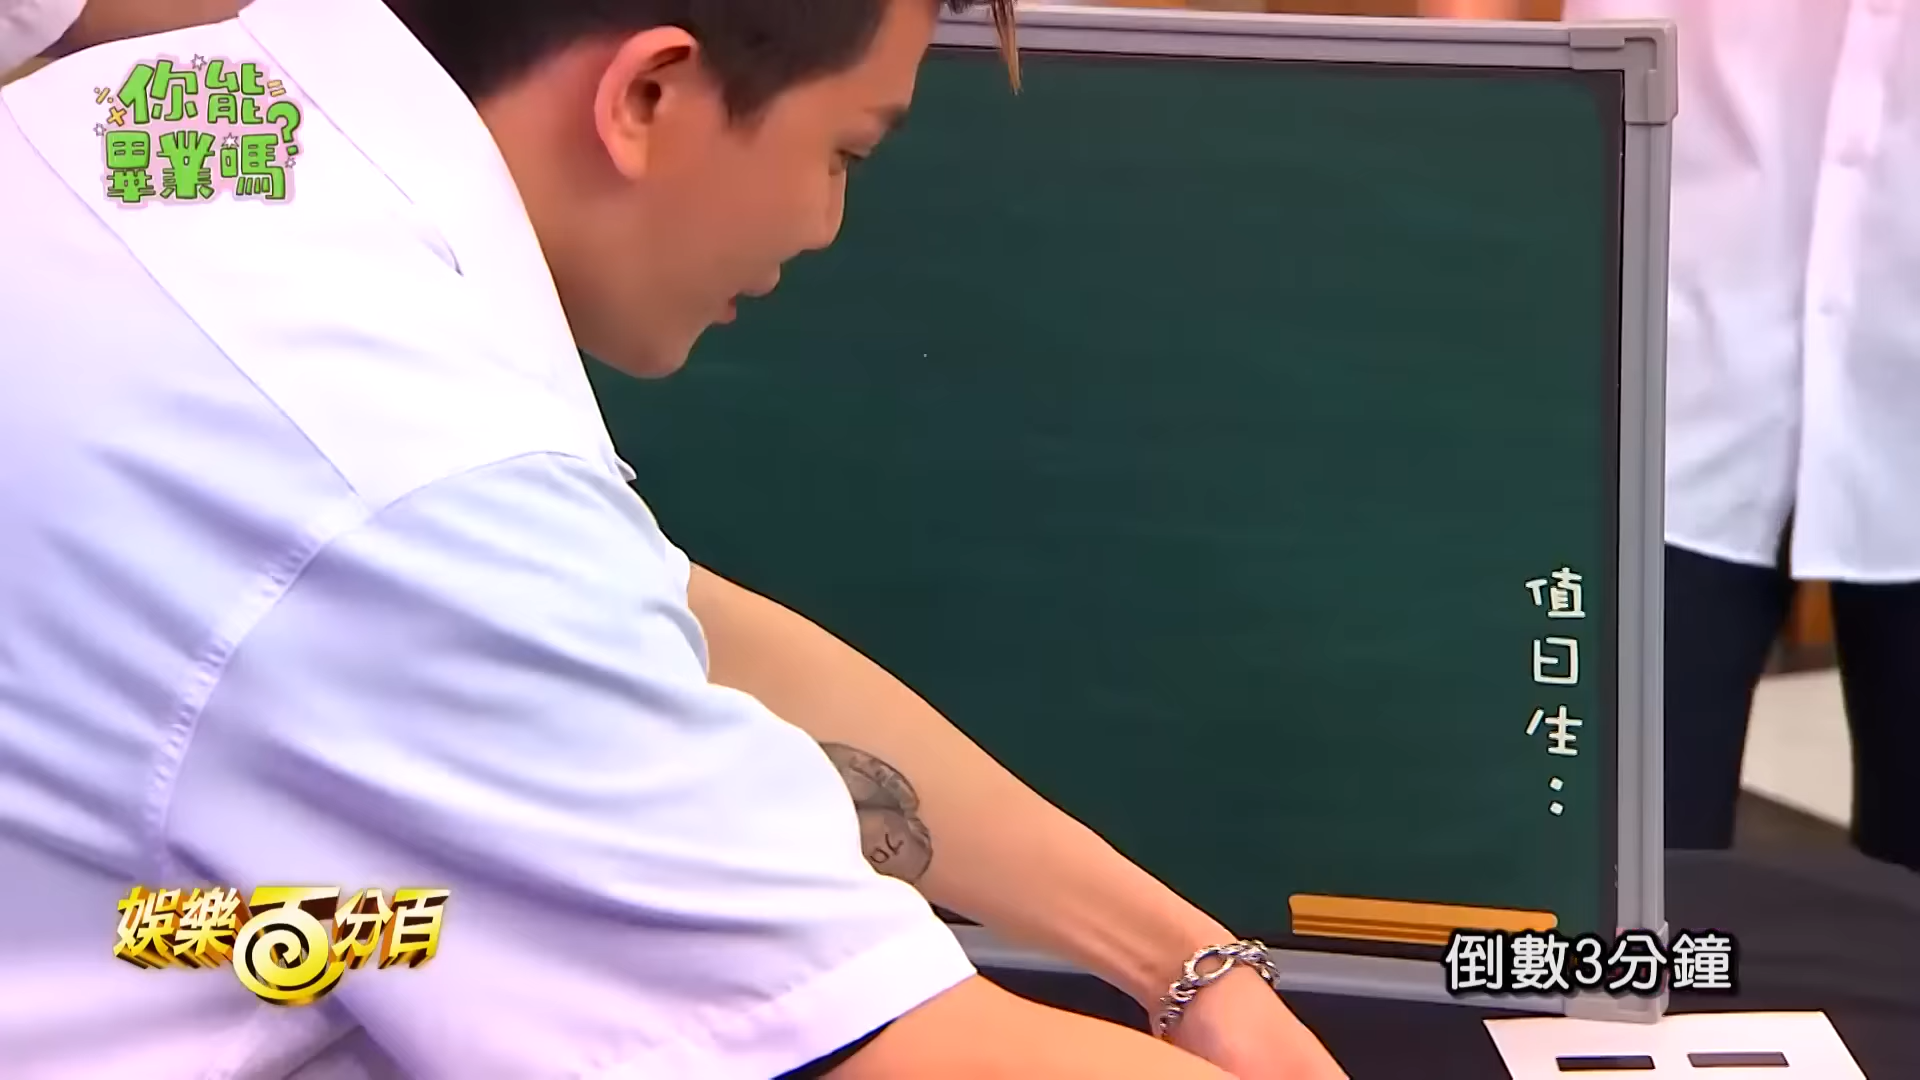 你能
畢業嗎?
值日生：
娛樂百分百
倒數3分鐘